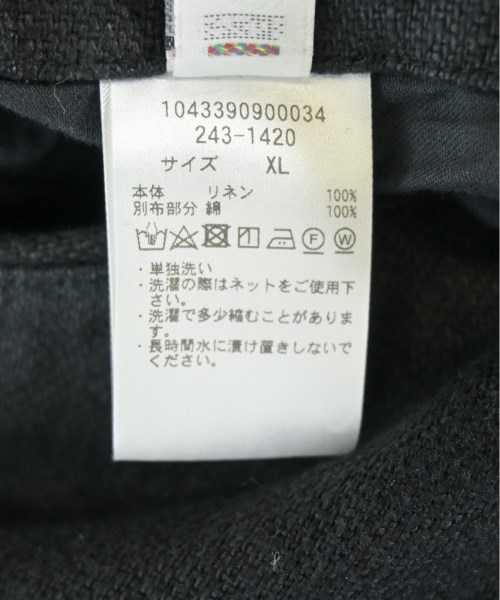 1043390900034
243-1420
サイズ XL
本体 リネン 100%
別布部分 綿 100%
F W
・単独洗い
・洗濯の際はネットをご使用下
さい。
・洗濯で多少縮むことがありま
す。
・長時間水に漬け置きしないで
ください。